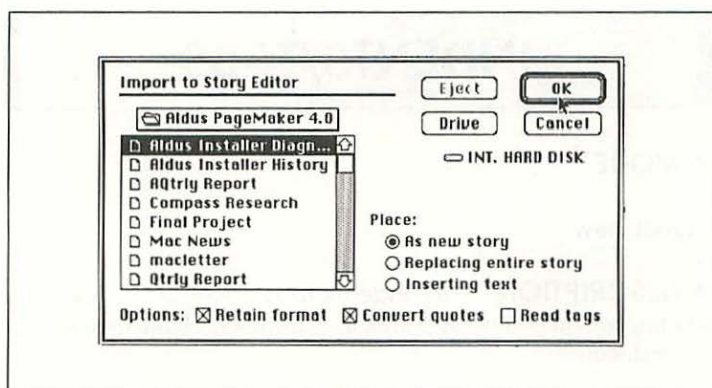 Import to Story Editor
Eject
OK
Aldus PageMaker 4.0
Drive
Cancel
Aldus Installer Diagn...
INT. HARD DISK
Aldus Installer History
AQtrly Report
Compass Research
Final Project
Mac News
macletter
Qtrly Report
Place:
As new story
Replacing entire story
Inserting text
Options: Retain format Convert quotes Read tags